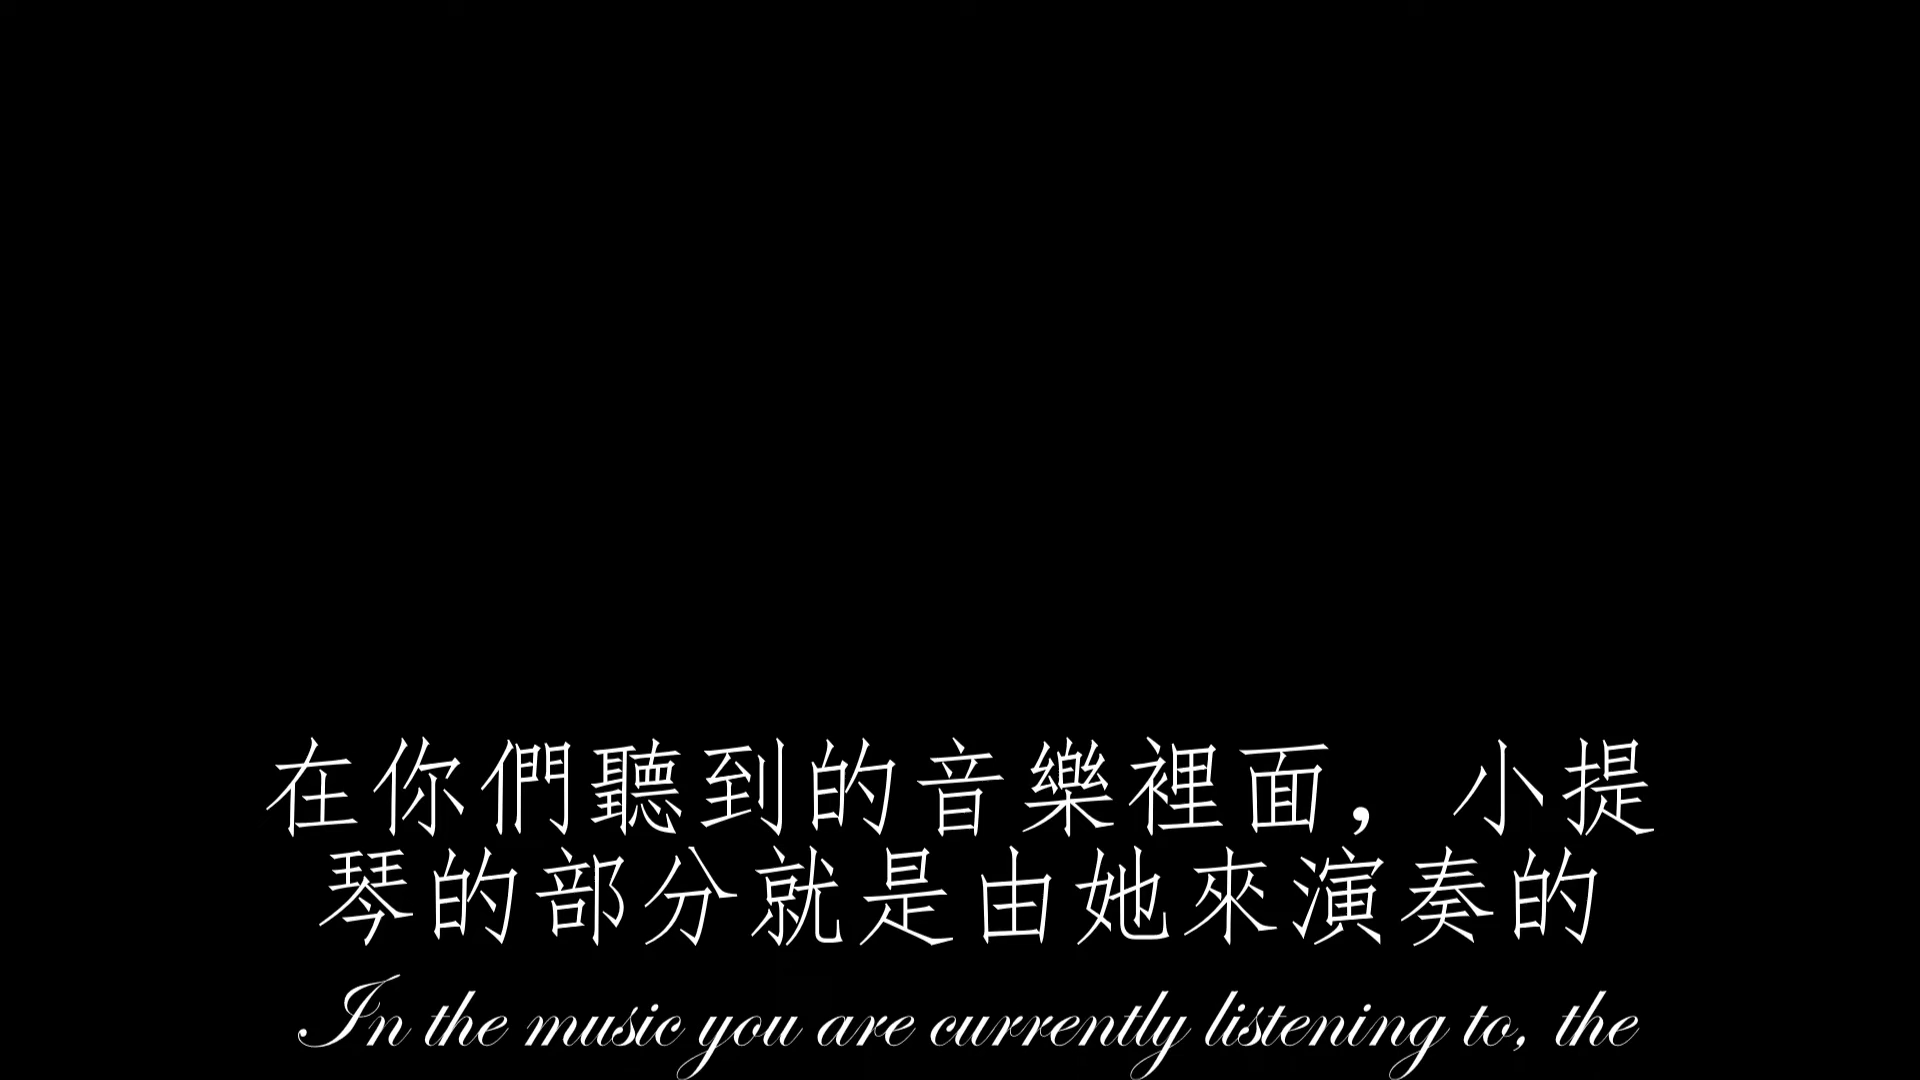 在你們聽到的音樂裡面，小提
琴的部分就是由她來演奏的
In the music you are currently listening to, the